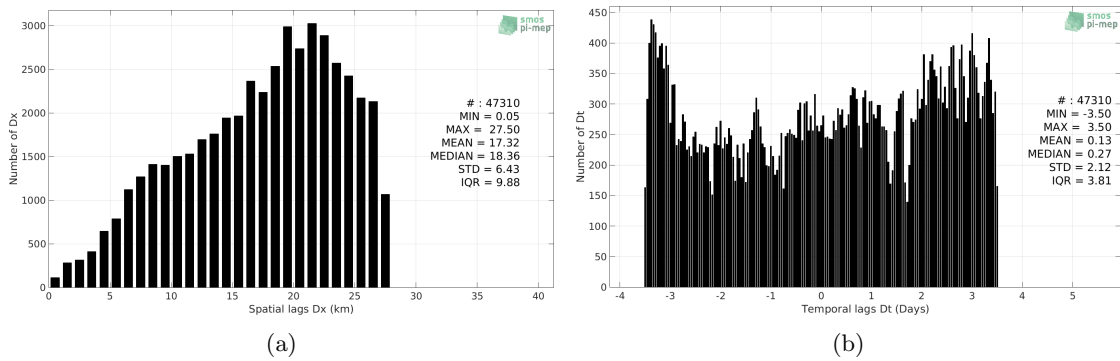 3000
2500
2000
1500
1000
500
0
Number of Dx
0 5 10 15 20 25 30 35 40
Spatial lags Dx (km)
smos
pi-mep
# : 47310
MIN = 0.05
MAX = 27.50
MEAN = 17.32
MEDIAN = 18.36
STD = 6.43
IQR = 9.88
(a)
450
400
350
300
250
200
150
100
50
0
Number of Dt
-4 -3 -2 -1 0 1 2 3 4 5
Temporal lags Dt (Days)
smos
pi-mep
# : 47310
MIN = -3.50
MAX = 3.50
MEAN = 0.13
MEDIAN = 0.27
STD = 2.12
IQR = 3.81
(b)